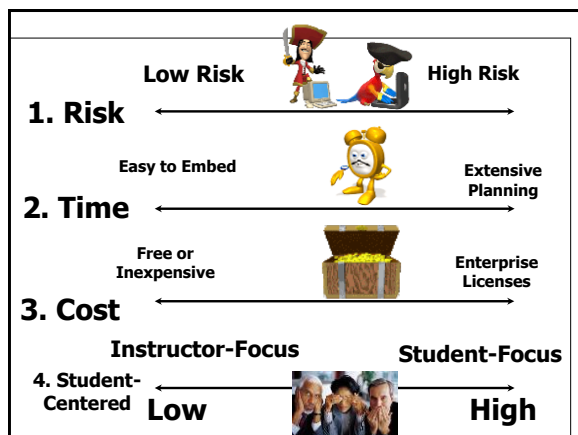 Low Risk
High Risk
1. Risk
Easy to Embed
Extensive
Planning
2. Time
Free or
Inexpensive
Enterprise
Licenses
3. Cost
Instructor-Focus
Student-Focus
4. Student-
Centered
Low
High